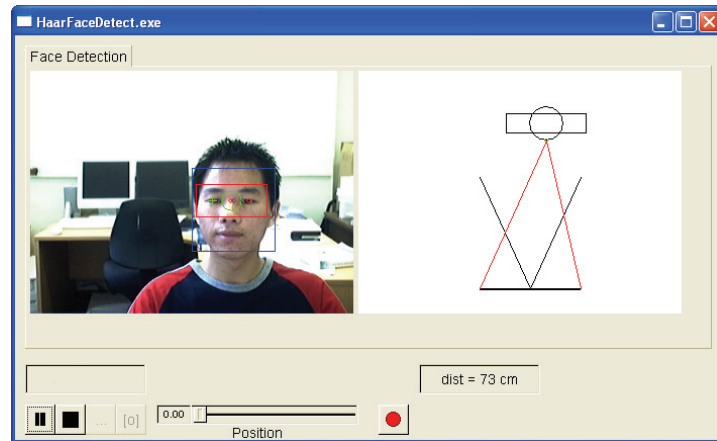 HaarFaceDetect.exe
Face Detection
dist = 73 cm
... [o] 0.00
Position